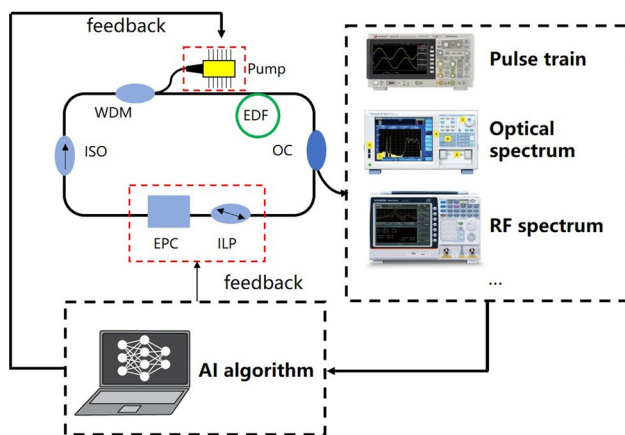 feedback
Pump
WDM
EDF
ISO
OC
EPC
ILP
feedback
AI algorithm
Pulse train
Optical
spectrum
RF spectrum
...